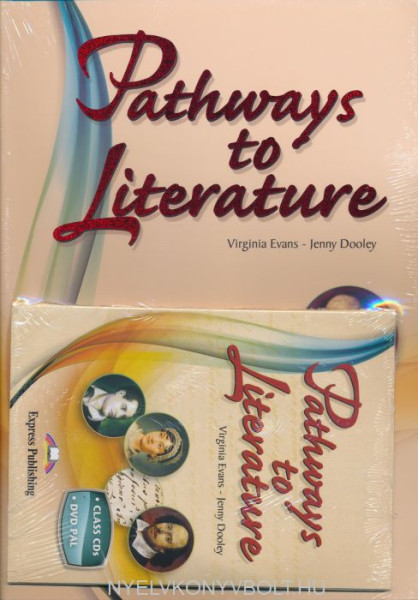 Pathways
to
Literature
Virginia Evans - Jenny Dooley
Pathways
to
Literature
Virginia Evans - Jenny Dooley
Express Publishing
• CLASS CDs
• DVD PAL
NYELVKONYVBOLT.HU